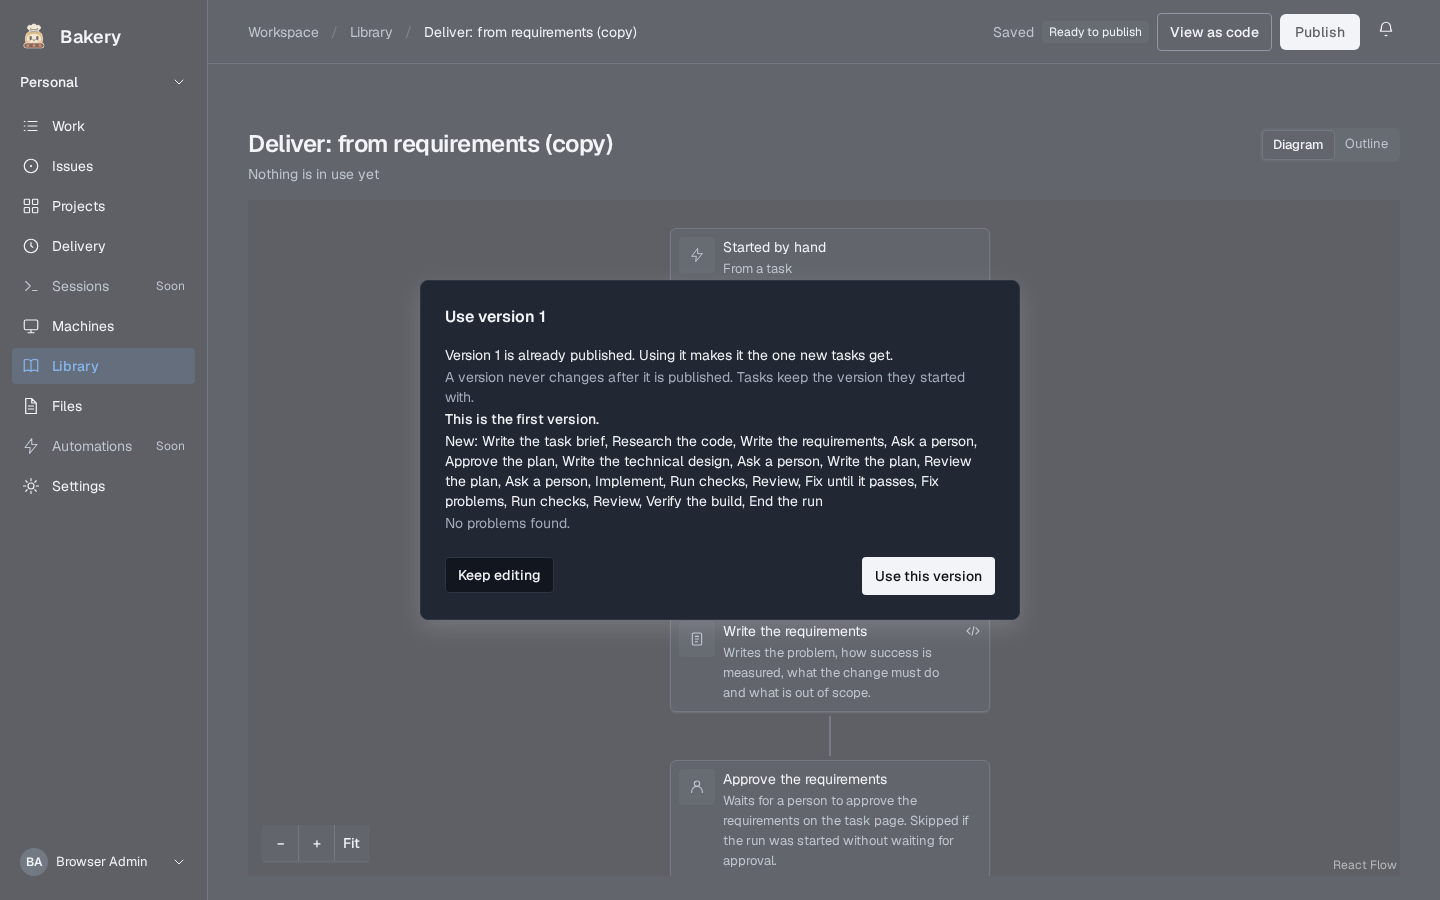 Bakery
Personal
Work
Issues
Projects
Delivery
Sessions Soon
Machines
Library
Files
Automations Soon
Settings
BA Browser Admin
Workspace / Library / Deliver: from requirements (copy)
Saved Ready to publish View as code Publish
Deliver: from requirements (copy)
Nothing is in use yet
Diagram Outline
Started by hand
From a task
Use version 1
Version 1 is already published. Using it makes it the one new tasks get.
A version never changes after it is published. Tasks keep the version they started
with.
This is the first version.
New: Write the task brief, Research the code, Write the requirements, Ask a person,
Approve the plan, Write the technical design, Ask a person, Write the plan, Review
the plan, Ask a person, Implement, Run checks, Review, Fix until it passes, Fix
problems, Run checks, Review, Verify the build, End the run
No problems found.
Keep editing Use this version
Write the requirements
Writes the problem, how success is
measured, what the change must do
and what is out of scope.
Approve the requirements
Waits for a person to approve the
requirements on the task page. Skipped if
the run was started without waiting for
approval.
− + Fit
React Flow